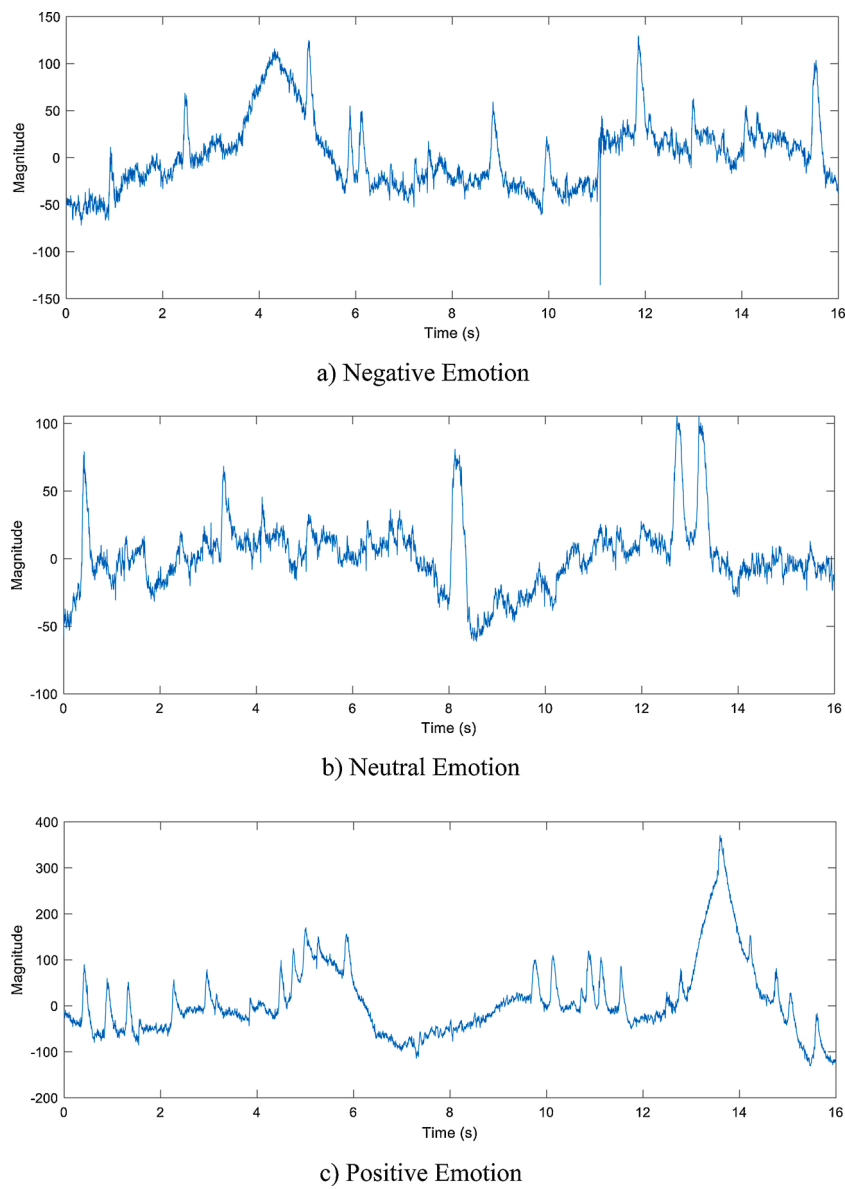 150
100
50
0
-50
-100
-150
Magnitude
0 2 4 6 8 10 12 14 16
Time (s)
a) Negative Emotion
100
50
0
-50
-100
Magnitude
0 2 4 6 8 10 12 14 16
Time (s)
b) Neutral Emotion
400
300
200
100
0
-100
-200
Magnitude
0 2 4 6 8 10 12 14 16
Time (s)
c) Positive Emotion